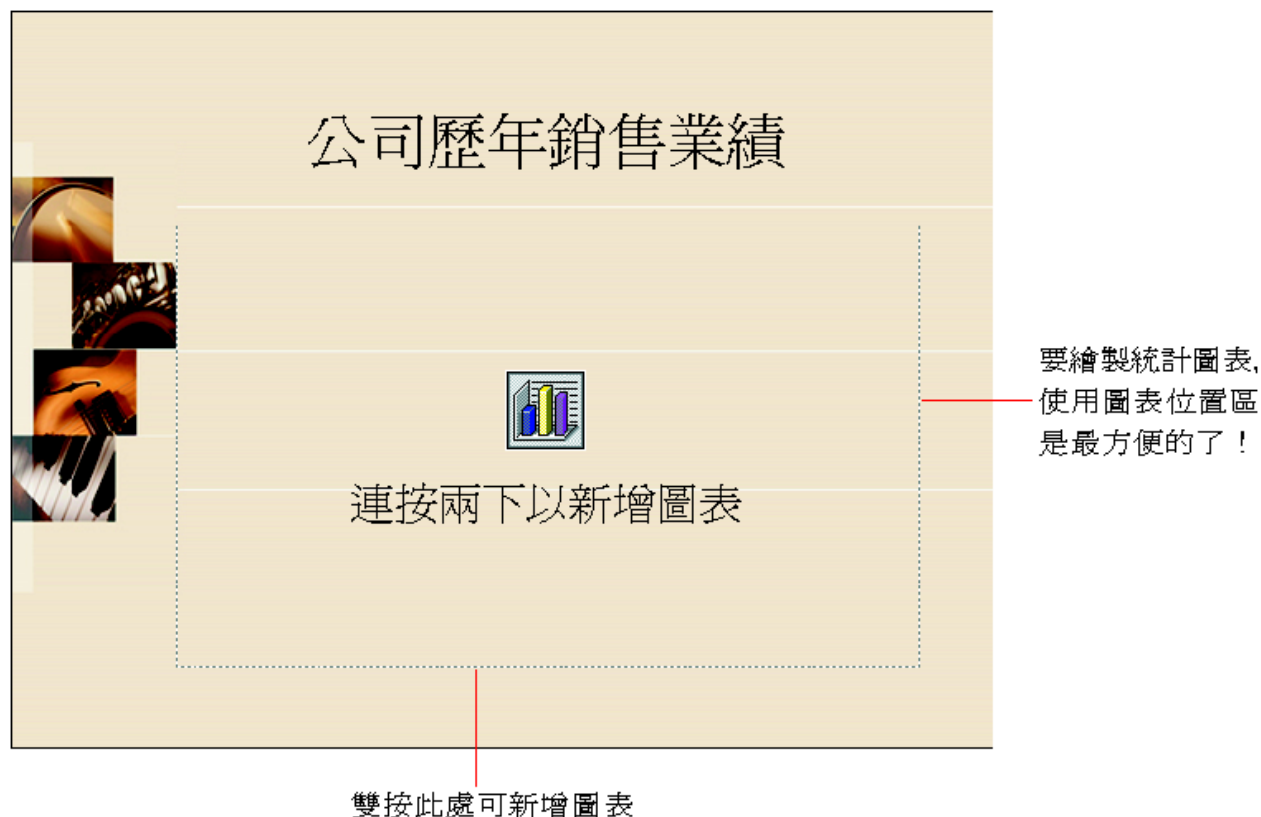 公司歷年銷售業績
連按兩下以新增圖表
要繪製統計圖表,
使用圖表位置區
是最方便的了!
雙按此處可新增圖表